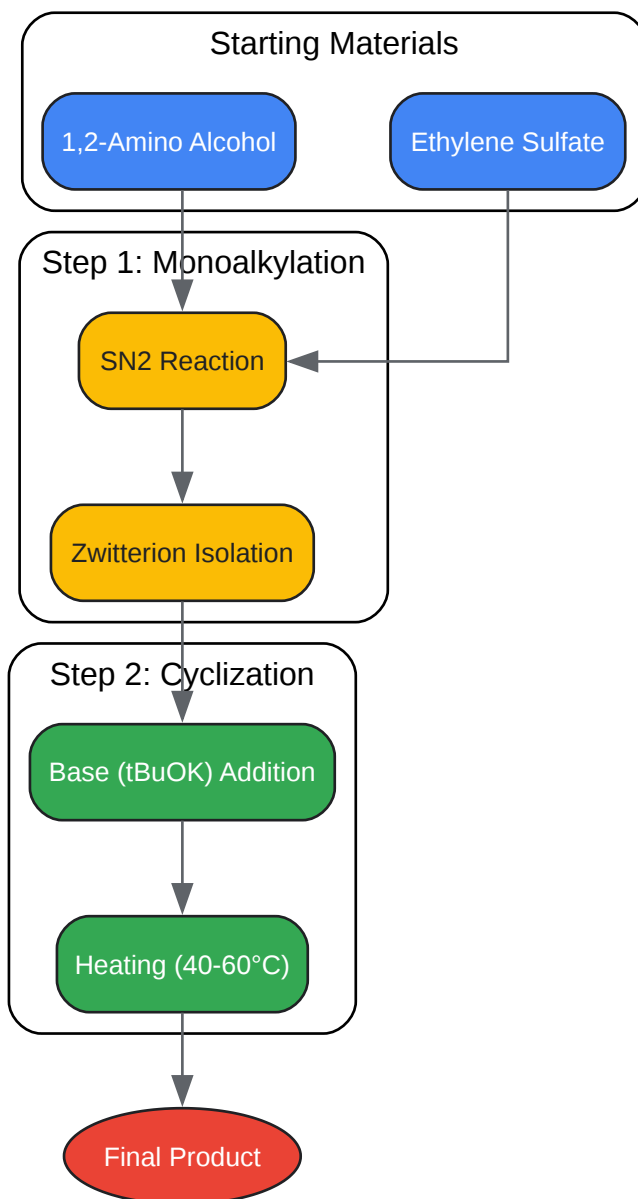 Starting Materials
1,2-Amino Alcohol
Ethylene Sulfate
Step 1: Monoalkylation
SN2 Reaction
Zwitterion Isolation
Step 2: Cyclization
Base (tBuOK) Addition
Heating (40-60°C)
Final Product